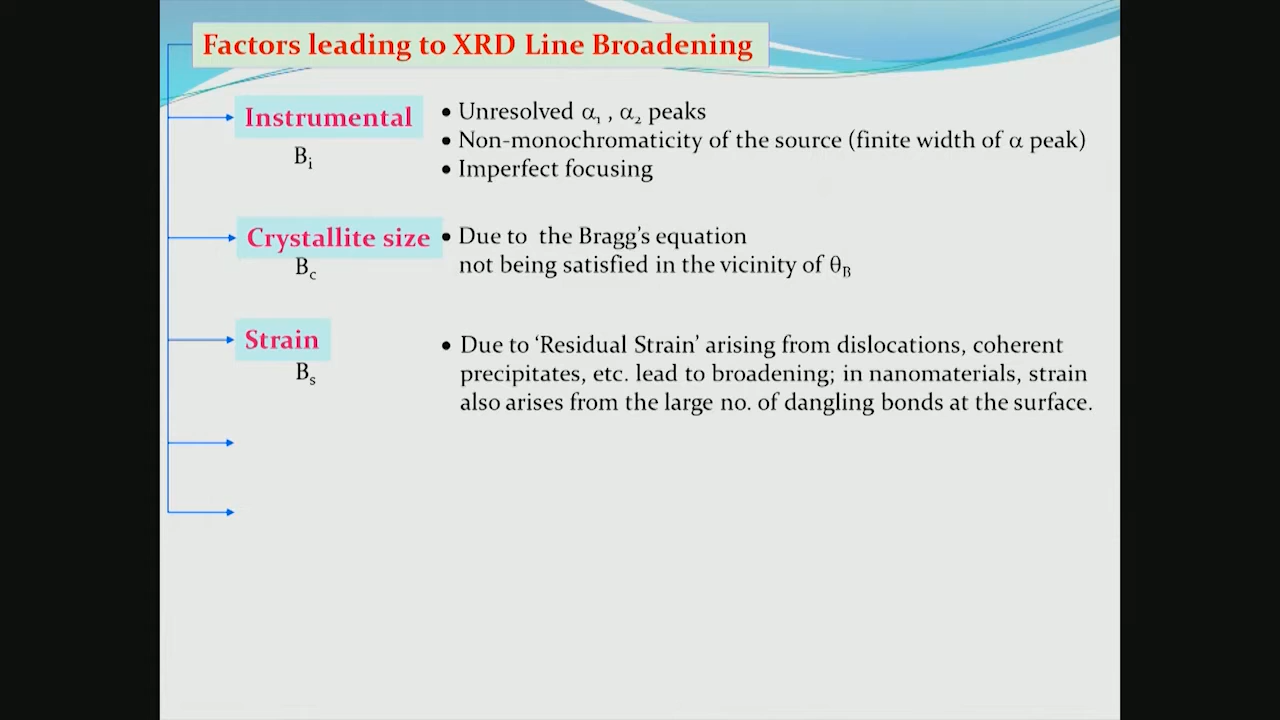 Factors leading to XRD Line Broadening
Instrumental
Bᵢ
• Unresolved α₁ , α₂ peaks
• Non-monochromaticity of the source (finite width of α peak)
• Imperfect focusing
Crystallite size
B_c
• Due to the Bragg's equation
not being satisfied in the vicinity of θ_B
Strain
Bₛ
• Due to 'Residual Strain' arising from dislocations, coherent
precipitates, etc. lead to broadening; in nanomaterials, strain
also arises from the large no. of dangling bonds at the surface.